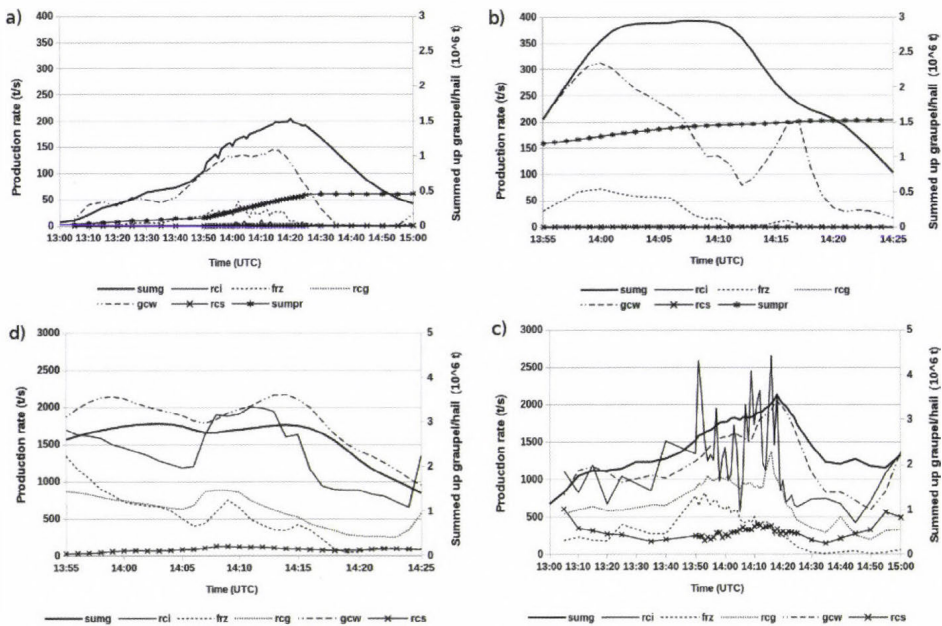 a)
400
350
300
250
200
150
100
50
0
Production rate (t/s)
3
2.5
2
1.5
1
0.5
0
Summed up graupel/hail (10^6 t)
13:00 13:10 13:20 13:30 13:40 13:50 14:00 14:10 14:20 14:30 14:40 14:50 15:00
Time (UTC)
sumg rci frz rcg
gcw rcs sumpr
b)
400
350
300
250
200
150
100
50
0
Production rate (t/s)
3
2.5
2
1.5
1
0.5
0
Summed up graupel/hail (10^6 t)
13:55 14:00 14:05 14:10 14:15 14:20 14:25
Time (UTC)
sumg rci frz rcg
gcw rcs sumpr
d)
3000
2500
2000
1500
1000
500
0
Production rate (t/s)
5
4
3
2
1
0
Summed up graupel/hail (10^6 t)
13:55 14:00 14:05 14:10 14:15 14:20 14:25
Time (UTC)
sumg rci frz rcg gcw rcs
c)
3000
2500
2000
1500
1000
500
0
Production rate (t/s)
5
4
3
2
1
0
Summed up graupel/hail (10^6 t)
13:00 13:10 13:20 13:30 13:40 13:50 14:00 14:10 14:20 14:30 14:40 14:50 15:00
Time (UTC)
sumg rci frz rcg gcw rcs